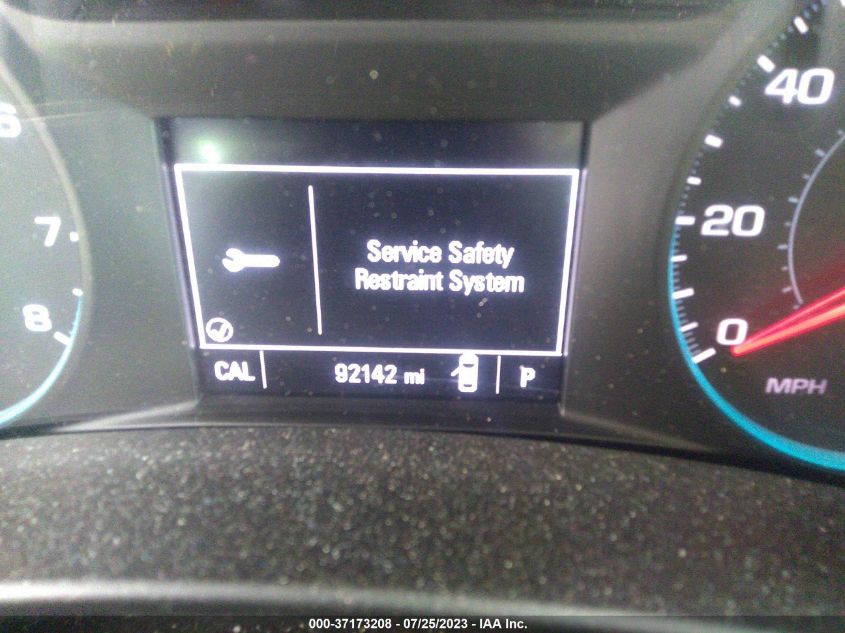 6
7
8
Service Safety
Restraint System
CAL 92142 mi P
40
20
0
MPH
000-37173208 - 07/25/2023 - IAA Inc.